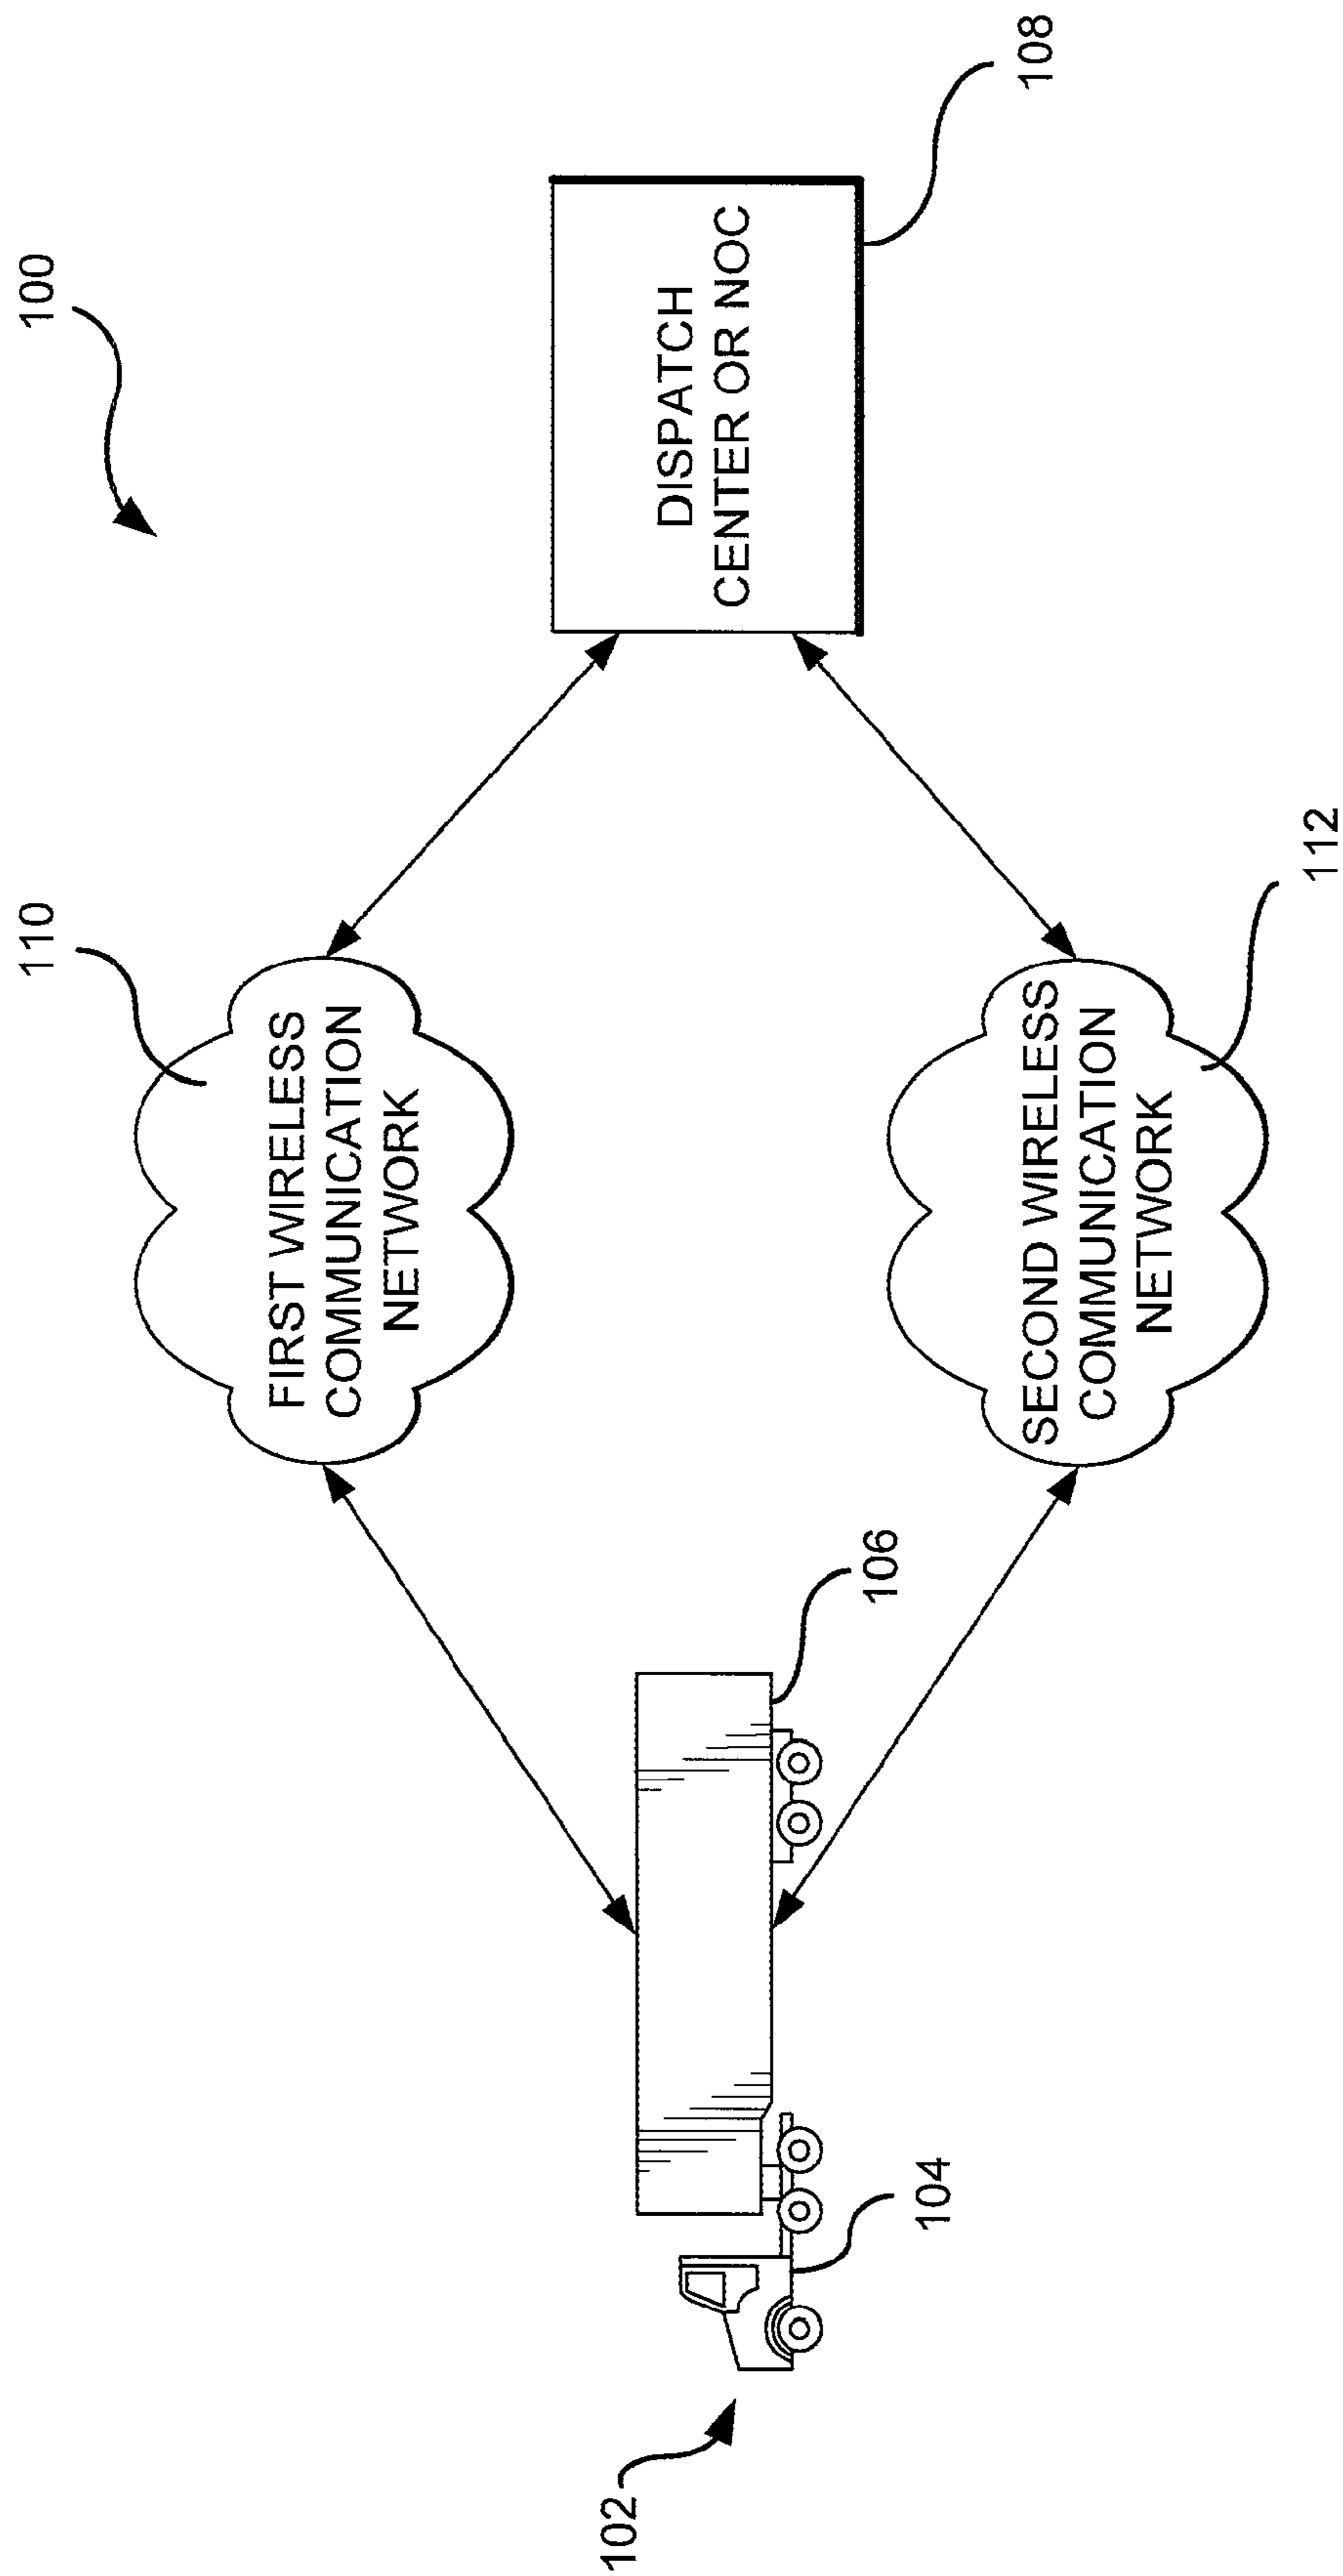 100
110
FIRST WIRELESS
COMMUNICATION
NETWORK
102
104
106
DISPATCH
CENTER OR NOC
108
SECOND WIRELESS
COMMUNICATION
NETWORK
112